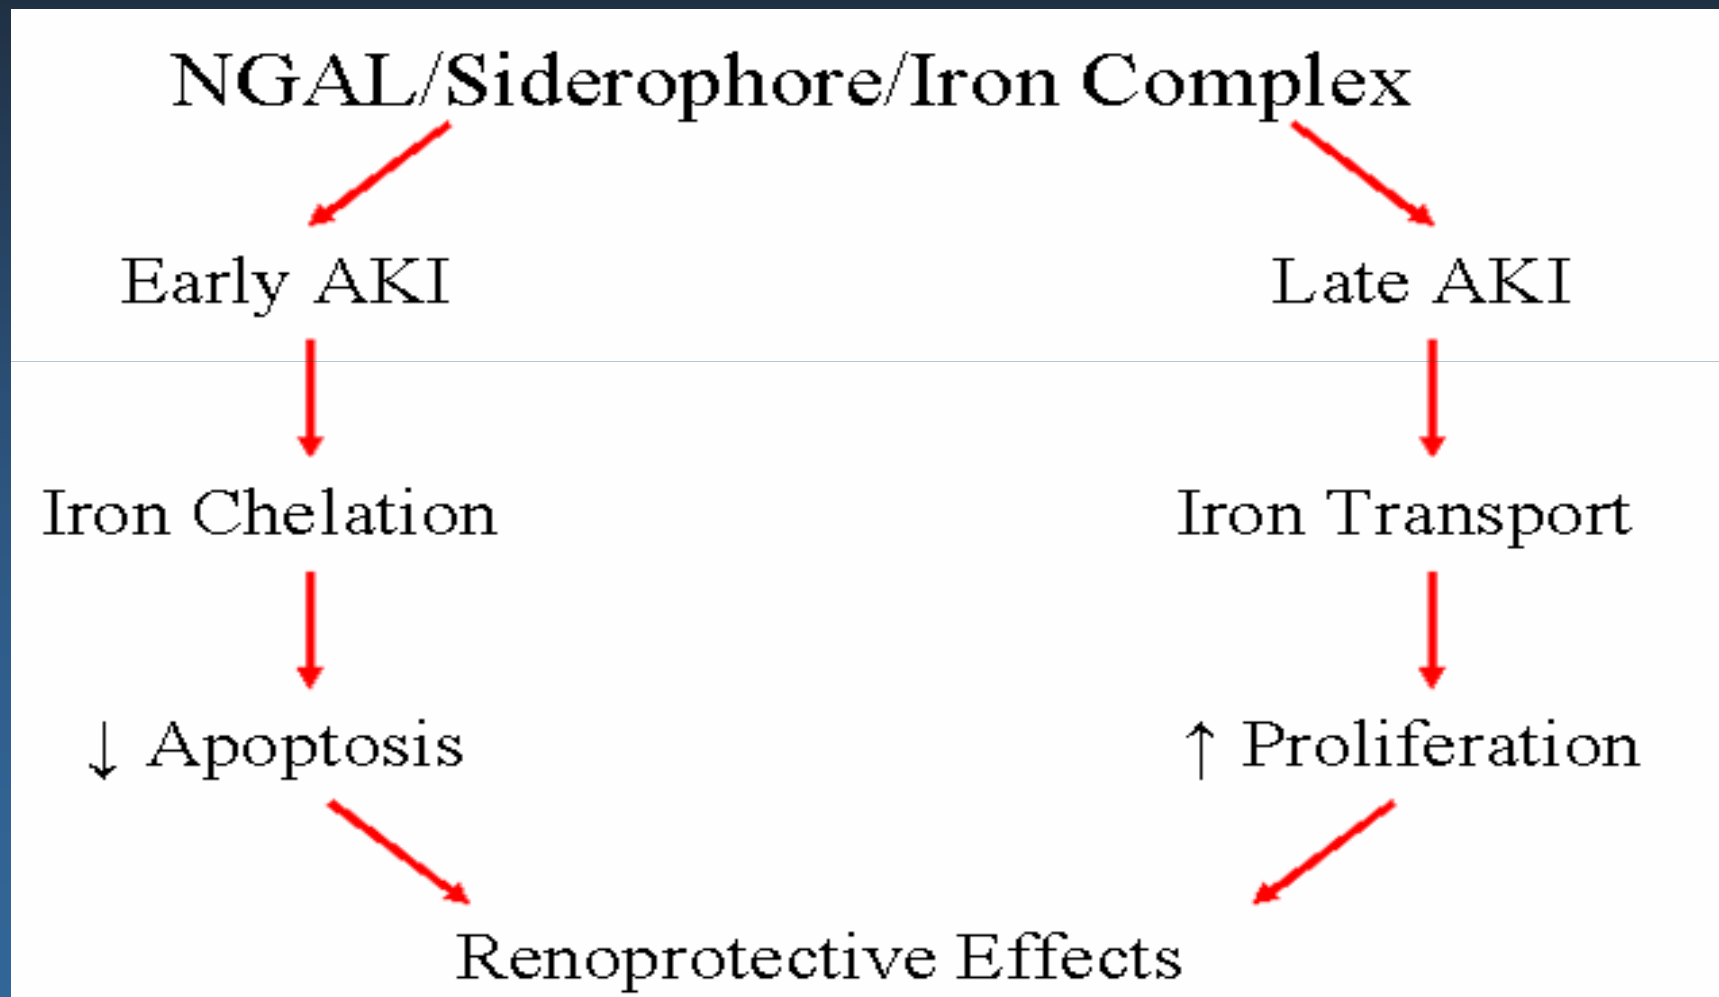 NGAL/Siderophore/Iron Complex
Early AKI
Late AKI
Iron Chelation
Iron Transport
↓ Apoptosis
↑ Proliferation
Renoprotective Effects